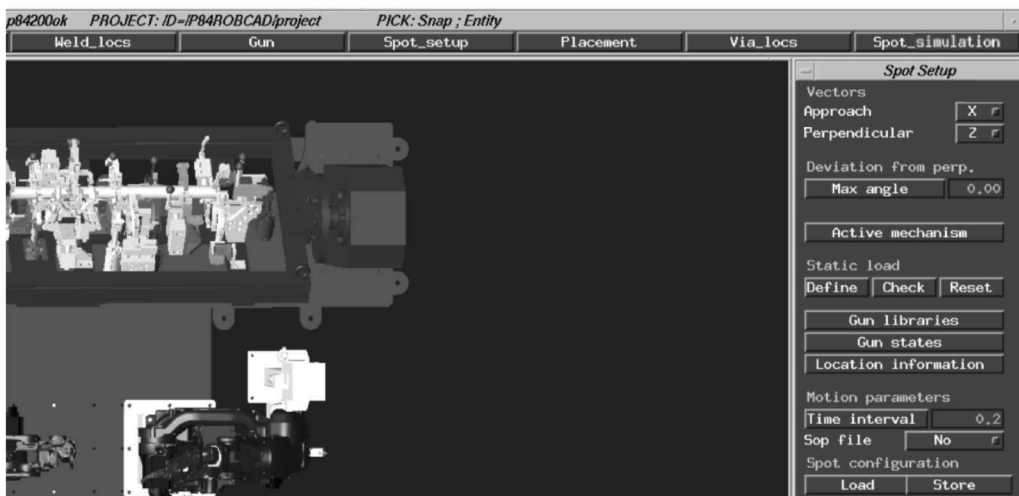 p84200ok PROJECT: /D=/P84ROBCAD/project PICK: Snap ; Entity
Weld_locs Gun Spot_setup Placement Via_locs Spot_simulation
Spot Setup
Vectors
Approach X
Perpendicular Z
Deviation from perp.
Max angle 0.00
Active mechanism
Static load
Define Check Reset
Gun libraries
Gun states
Location information
Motion parameters
Time interval 0.2
Sop file No
Spot configuration
Load Store